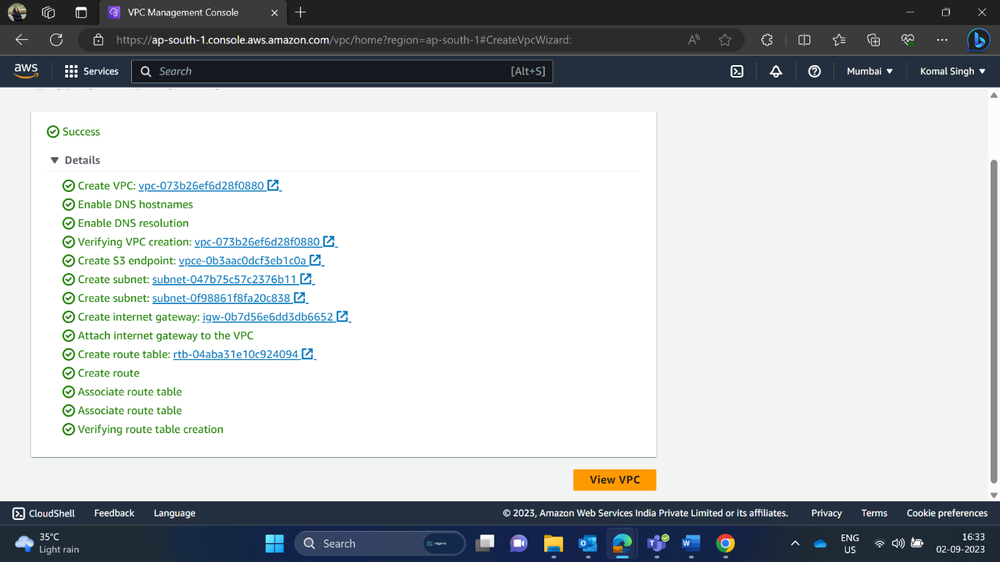 VPC Management Console
https://ap-south-1.console.aws.amazon.com/vpc/home?region=ap-south-1#CreateVpcWizard:
aws
Services
Search
[Alt+S]
Mumbai
Komal Singh
Success
Details
Create VPC: vpc-073b26ef6d28f0880
Enable DNS hostnames
Enable DNS resolution
Verifying VPC creation: vpc-073b26ef6d28f0880
Create S3 endpoint: vpce-0b3aac0dcf3eb1c0a
Create subnet: subnet-047b75c57c2376b11
Create subnet: subnet-0f98861f8fa20c838
Create internet gateway: igw-0b7d56e6dd3db6652
Attach internet gateway to the VPC
Create route table: rtb-04aba31e10c924094
Create route
Associate route table
Associate route table
Verifying route table creation
View VPC
CloudShell
Feedback
Language
© 2023, Amazon Web Services India Private Limited or its affiliates.
Privacy
Terms
Cookie preferences
35°C
Light rain
Search
ENG
US
16:33
02-09-2023